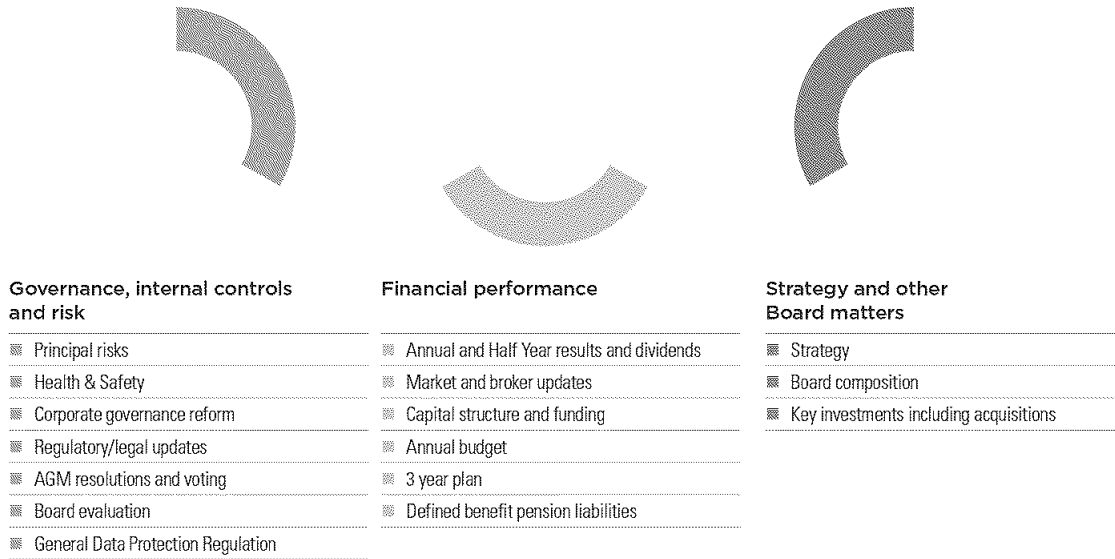 Governance, internal controls
and risk
Principal risks
Health & Safety
Corporate governance reform
Regulatory/legal updates
AGM resolutions and voting
Board evaluation
General Data Protection Regulation
Financial performance
Annual and Half Year results and dividends
Market and broker updates
Capital structure and funding
Annual budget
3 year plan
Defined benefit pension liabilities
Strategy and other
Board matters
Strategy
Board composition
Key investments including acquisitions